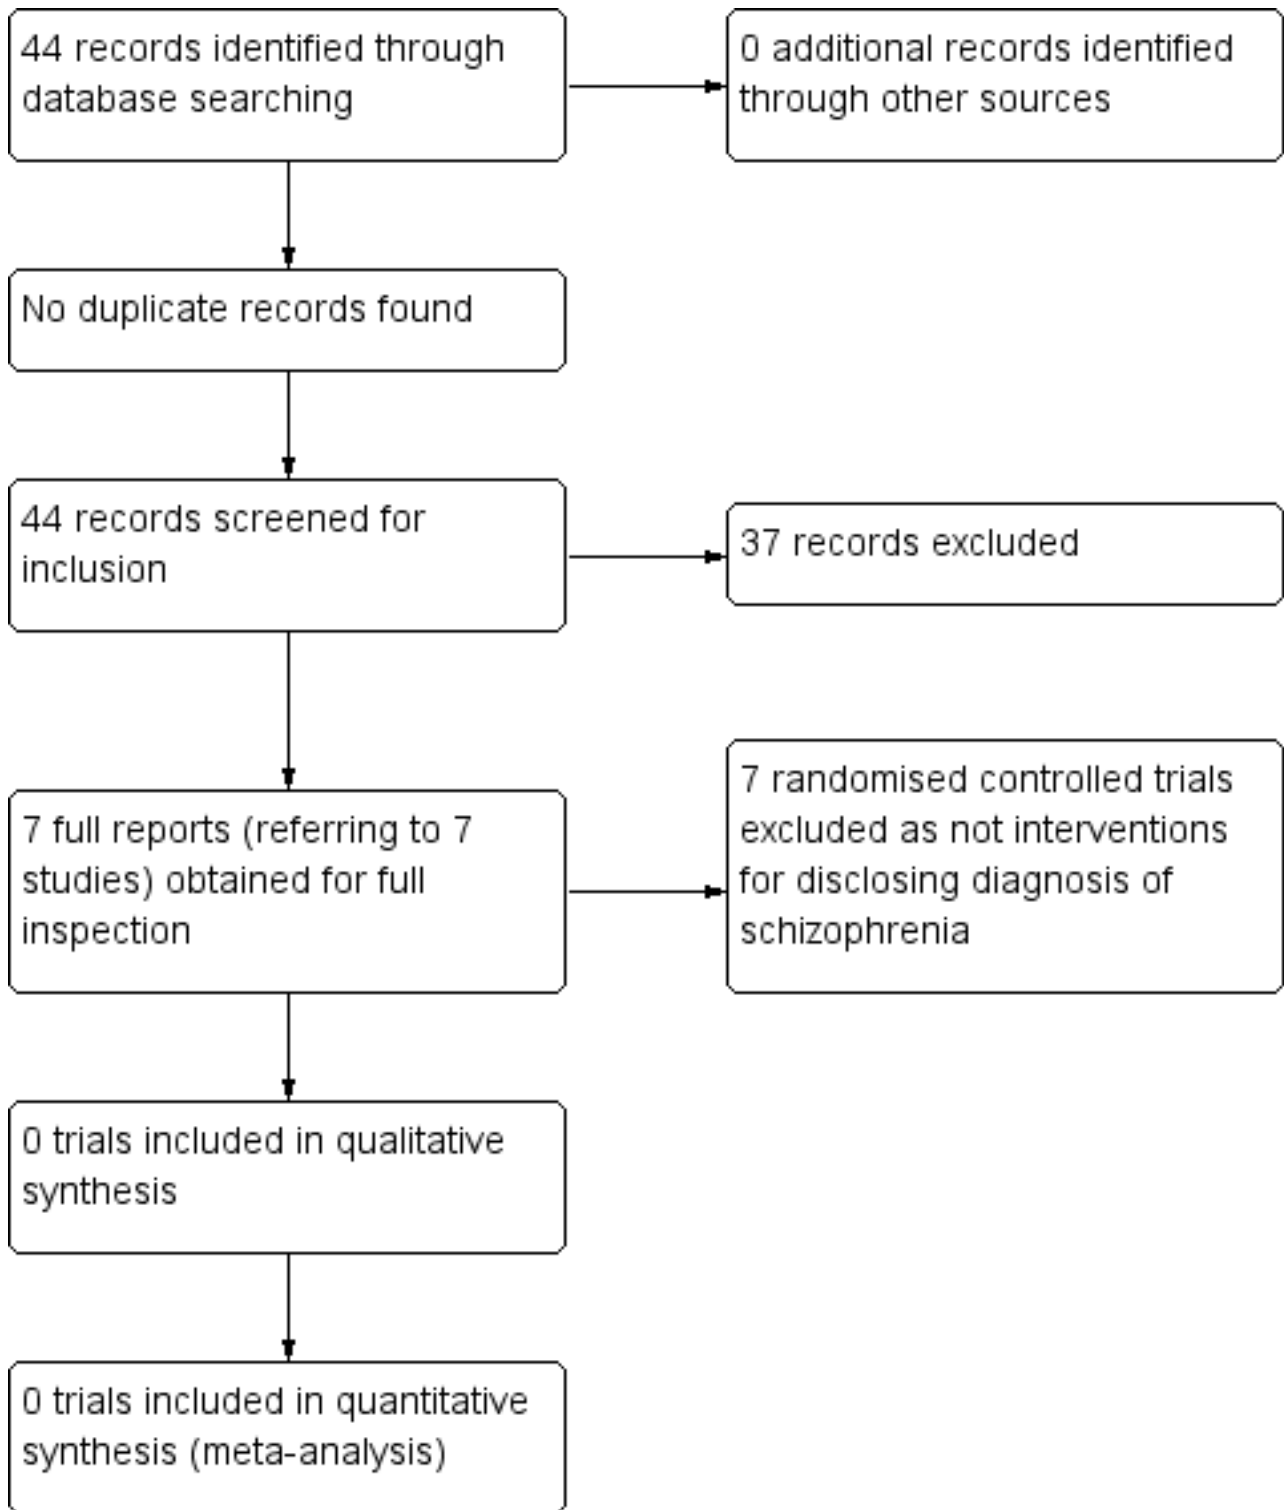 44 records identified through
database searching
0 additional records identified
through other sources
No duplicate records found
44 records screened for
inclusion
37 records excluded
7 full reports (referring to 7
studies) obtained for full
inspection
7 randomised controlled trials
excluded as not interventions
for disclosing diagnosis of
schizophrenia
0 trials included in qualitative
synthesis
0 trials included in quantitative
synthesis (meta-analysis)